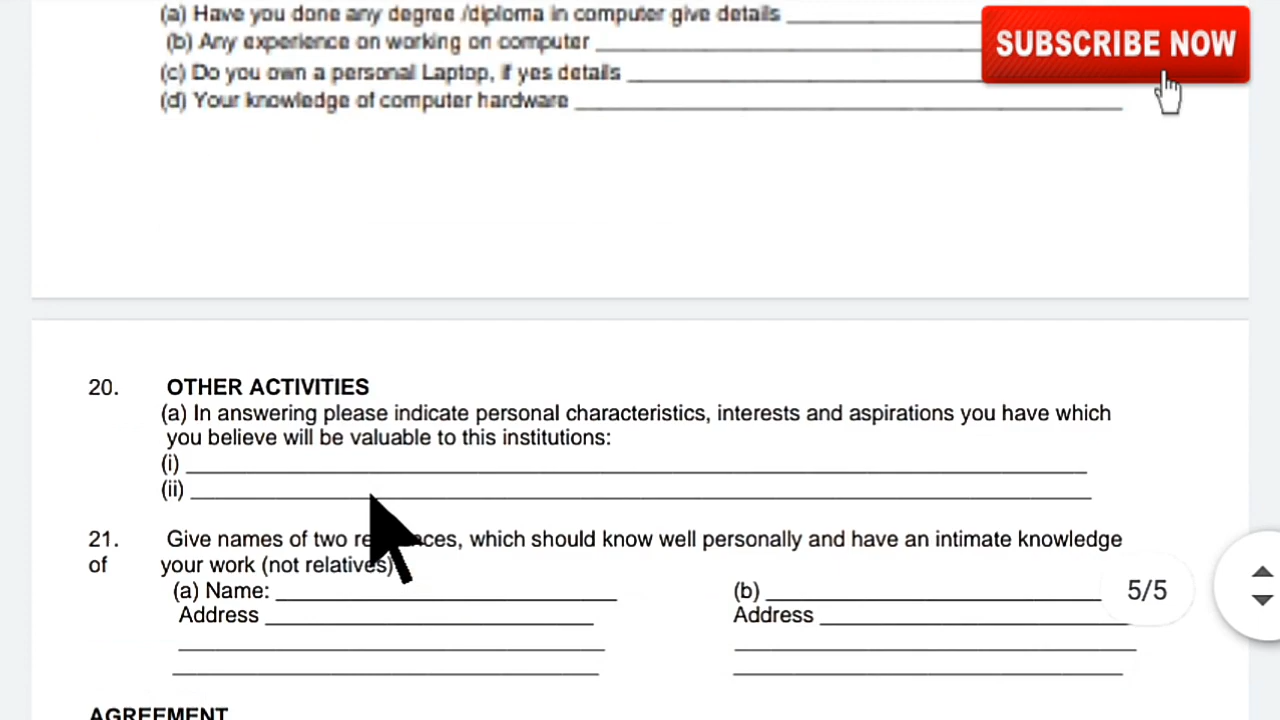 (a) Have you done any degree /diploma in computer give details
(b) Any experience on working on computer
SUBSCRIBE NOW
(c) Do you own a personal Laptop, if yes details
(d) Your knowledge of computer hardware
20. OTHER ACTIVITIES
(a) In answering please indicate personal characteristics, interests and aspirations you have which
you believe will be valuable to this institutions:
(i)
(ii)
21. Give names of two which should know well personally and have an intimate knowledge
of your work (not relatives)
(a) Name: (b)
5/5
Address Address
AGREEMENT